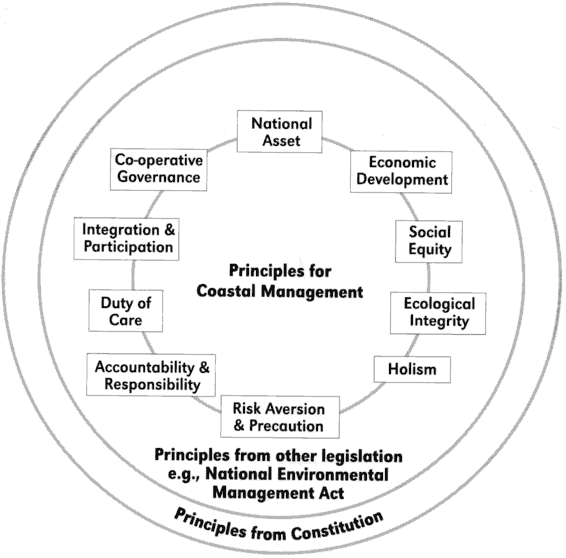 National
Asset
Co-operative
Governance
Economic
Development
Integration &
Participation
Social
Equity
Principles for
Coastal Management
Duty of
Care
Ecological
Integrity
Accountability &
Responsibility
Holism
Risk Aversion
& Precaution
Principles from other legislation
e.g., National Environmental
Management Act
Principles from Constitution